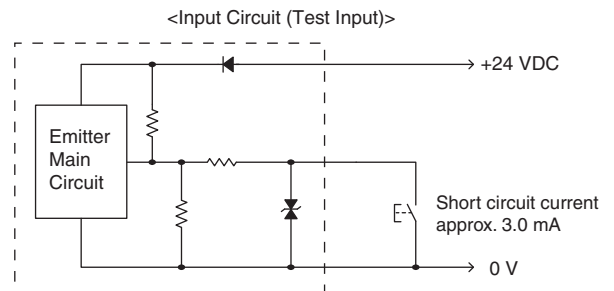 <Input Circuit (Test Input)>
+24 VDC
Emitter
Main
Circuit
Short circuit current
approx. 3.0 mA
0 V